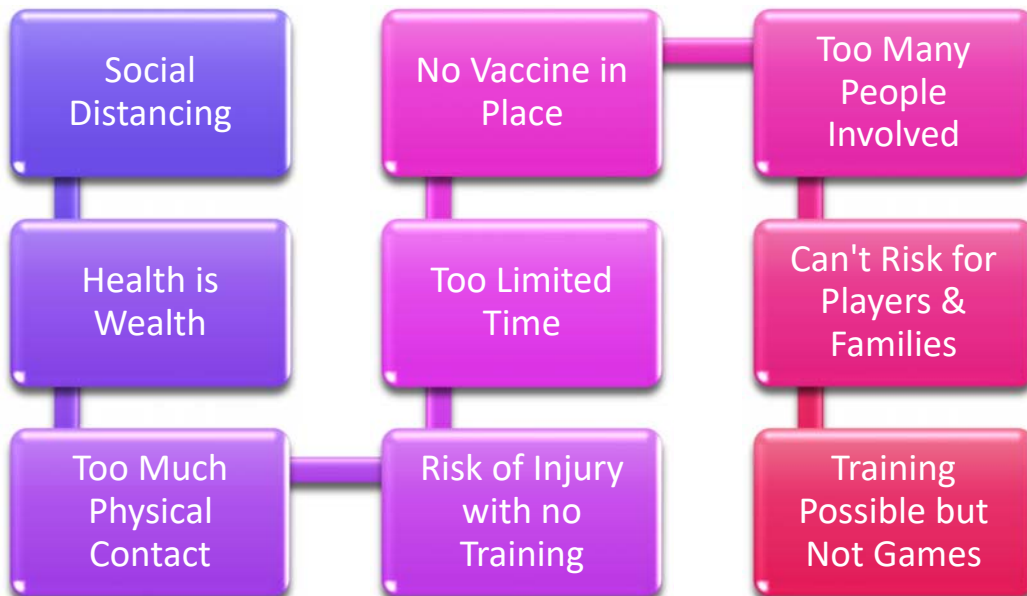 Social
Distancing
Health is
Wealth
Too Much
Physical
Contact
Risk of Injury
with no
Training
Too Limited
Time
No Vaccine in
Place
Too Many
People
Involved
Can't Risk for
Players &
Families
Training
Possible but
Not Games